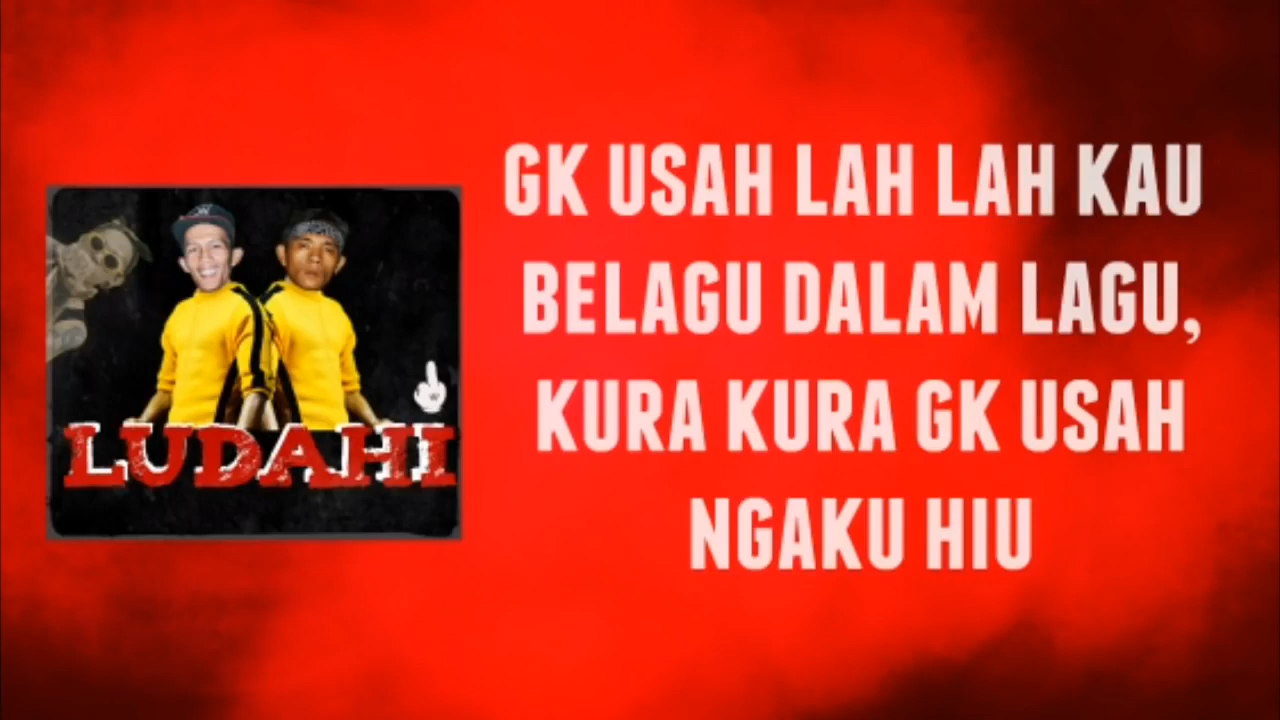 LUDAHI
GK USAH LAH LAH KAU
BELAGU DALAM LAGU,
KURA KURA GK USAH
NGAKU HIU